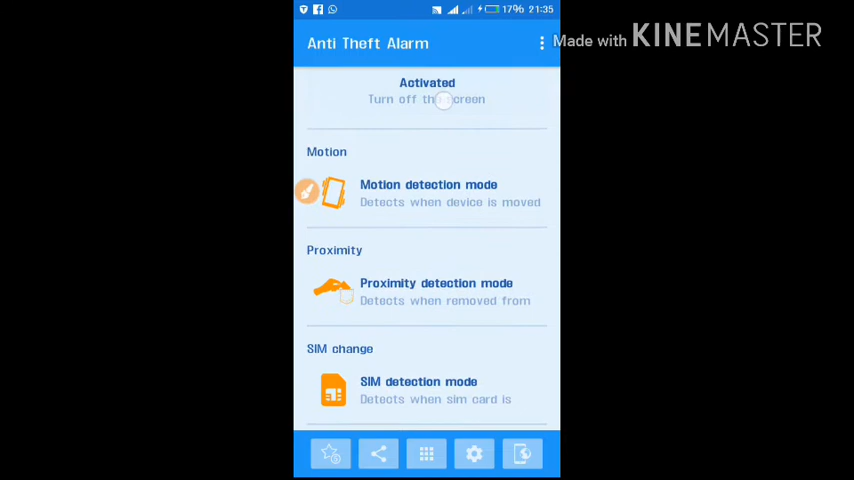 17% 21:35
Anti Theft Alarm
Made with KINEMASTER
Activated
Turn off the screen
Motion
Motion detection mode
Detects when device is moved
Proximity
Proximity detection mode
Detects when removed from
SIM change
SIM detection mode
Detects when sim card is